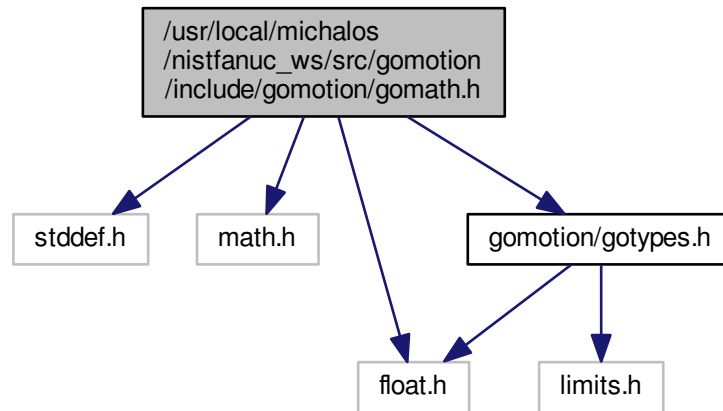 /usr/local/michalos
/nistfanuc_ws/src/gomotion
/include/gomotion/gomath.h
stddef.h
math.h
gomotion/gotypes.h
float.h
limits.h